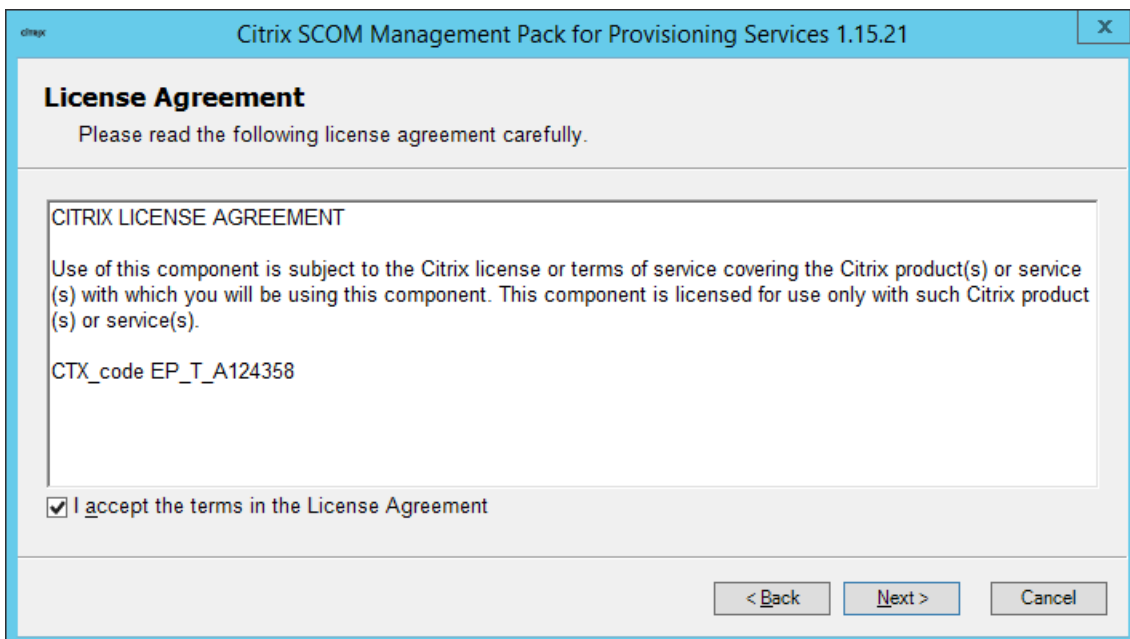 citrix
Citrix SCOM Management Pack for Provisioning Services 1.15.21
X
License Agreement
Please read the following license agreement carefully.
CITRIX LICENSE AGREEMENT
Use of this component is subject to the Citrix license or terms of service covering the Citrix product(s) or service
(s) with which you will be using this component. This component is licensed for use only with such Citrix product
(s) or service(s).
CTX_code EP_T_A124358
I accept the terms in the License Agreement
< Back
Next >
Cancel